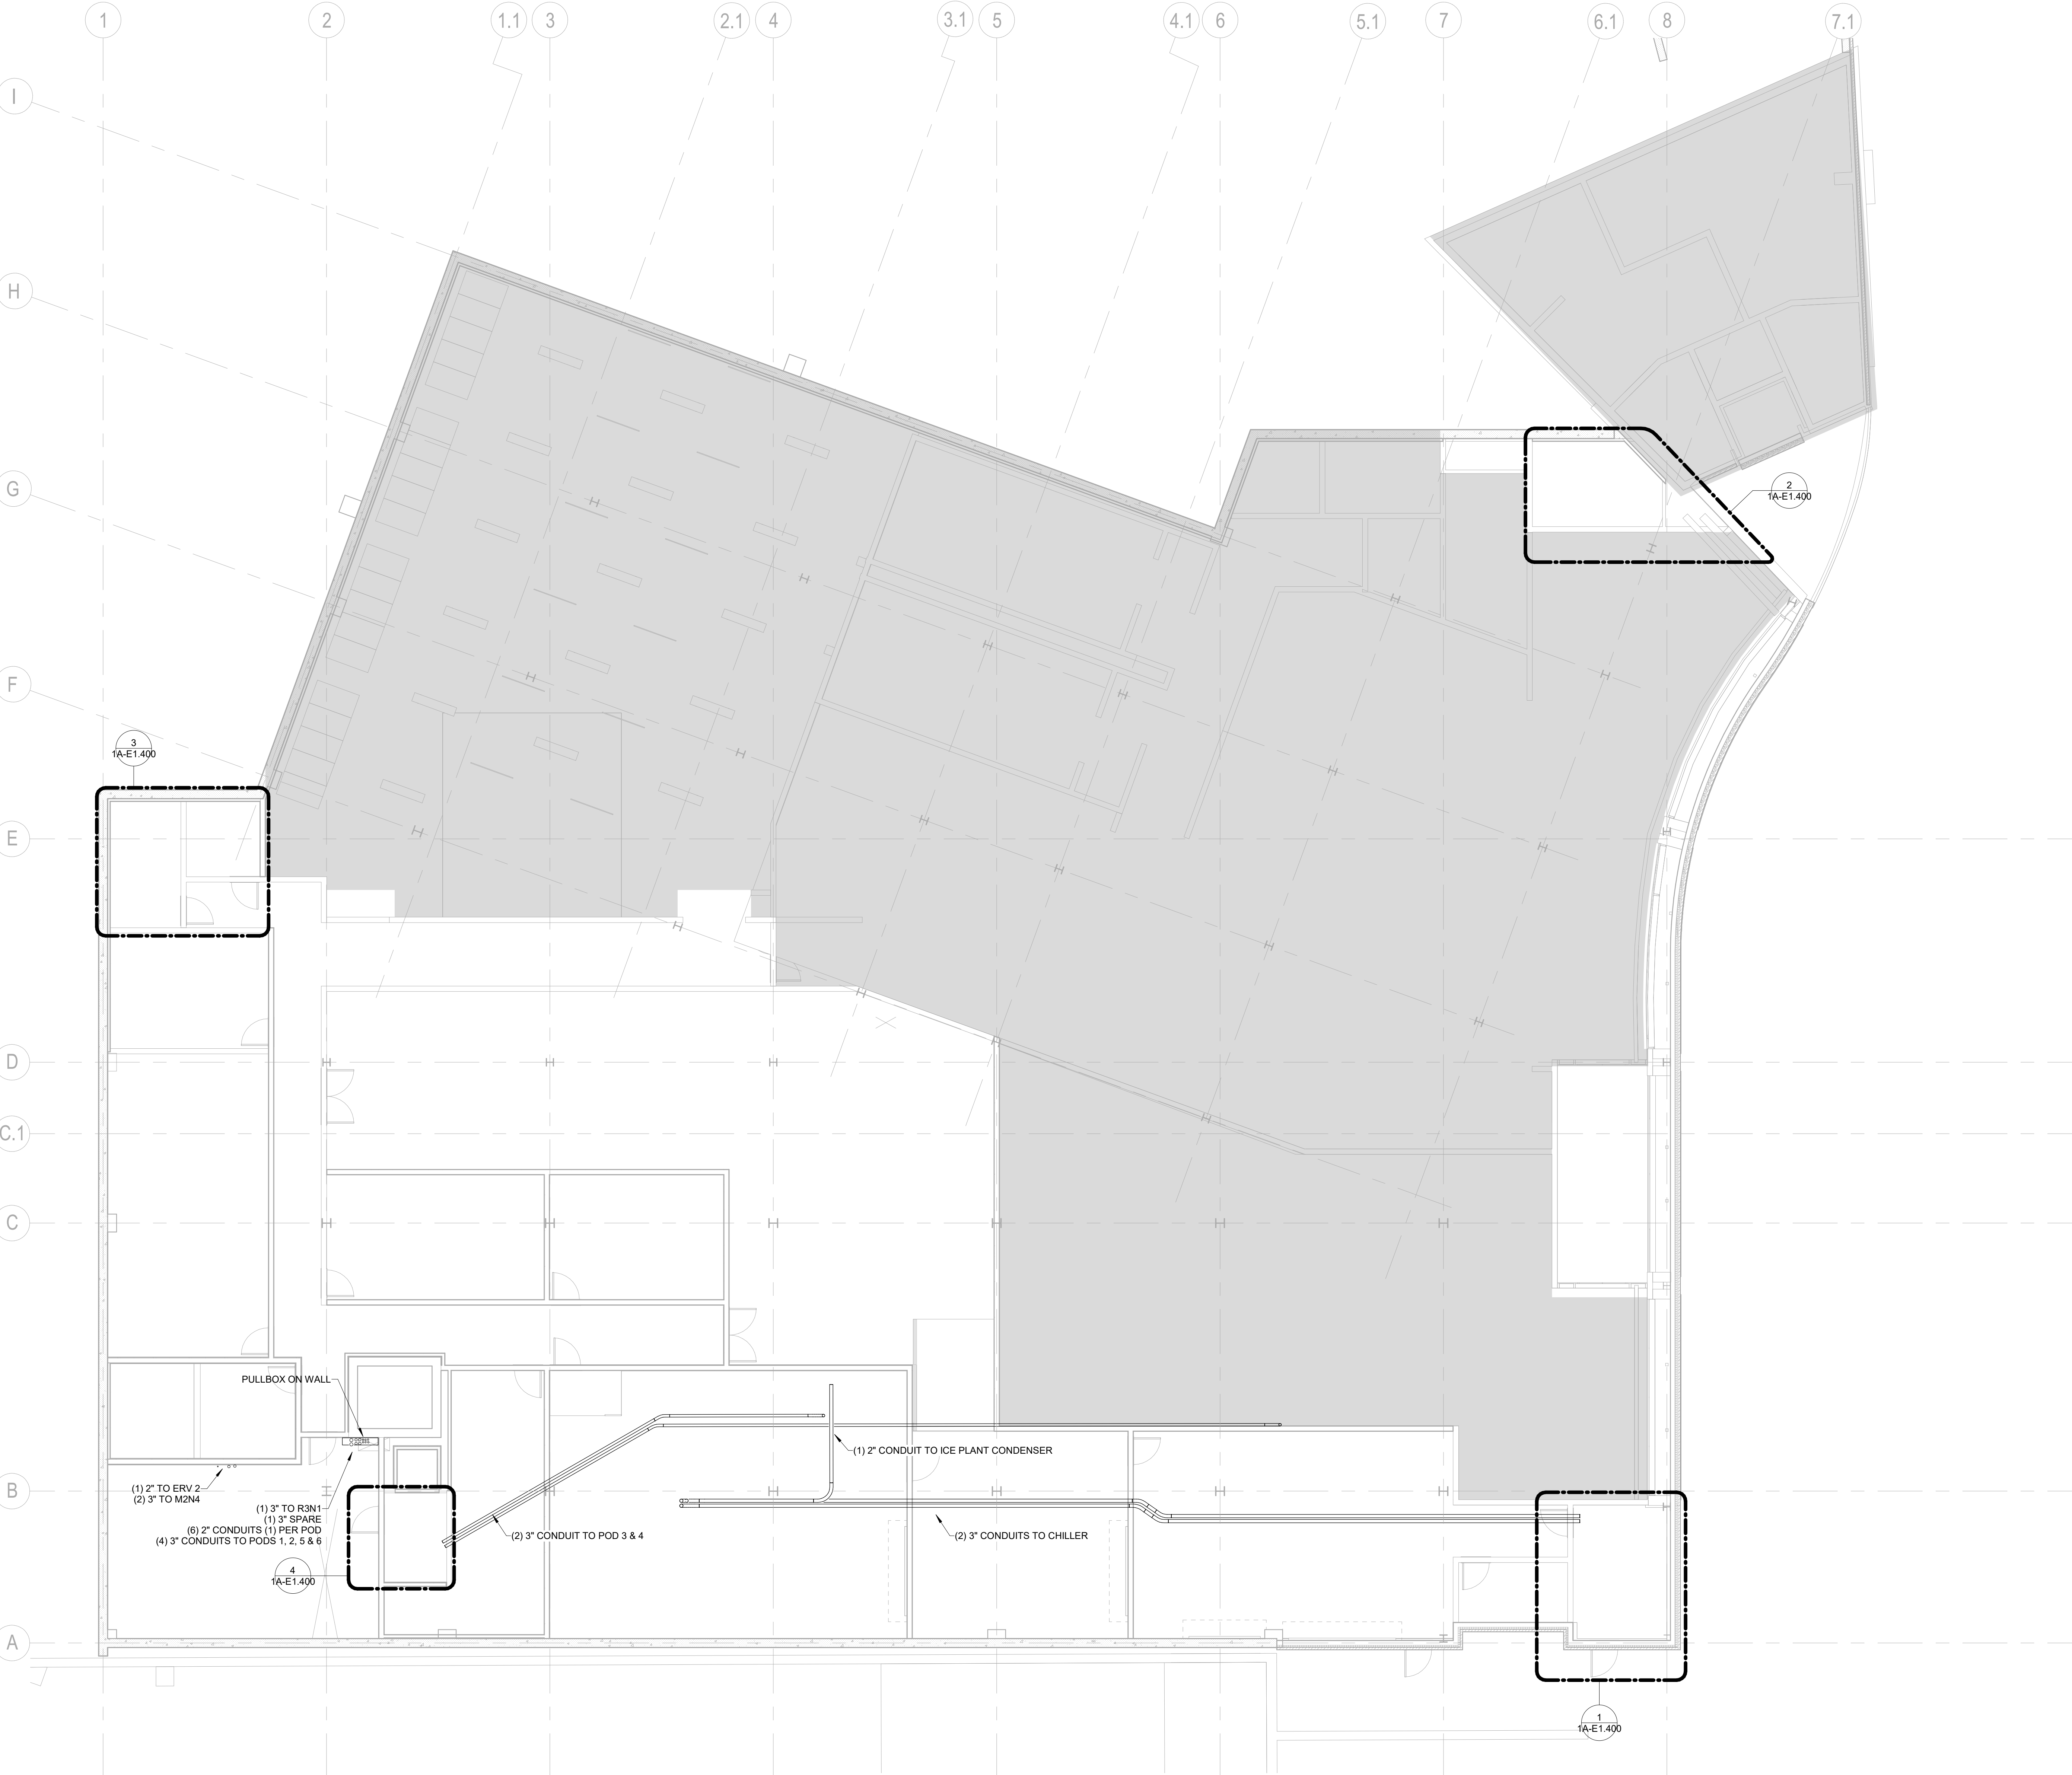 1
2
1.1
3
2.1
4
3.1
5
4.1
6
5.1
7
6.1
8
7.1
I
H
G
2
1A-E1.400
F
3
1A-E1.400
E
D
C.1
C
PULLBOX ON WALL
(1) 2" CONDUIT TO ICE PLANT CONDENSER
(1) 2" TO ERV 2
(2) 3" TO M2N4
B
(1) 3" TO R3N1
(1) 3" SPARE
(6) 2" CONDUITS (1) PER POD
(4) 3" CONDUITS TO PODS 1, 2, 5 & 6
(2) 3" CONDUIT TO POD 3 & 4
(2) 3" CONDUITS TO CHILLER
4
1A-E1.400
A
1
1A-E1.400